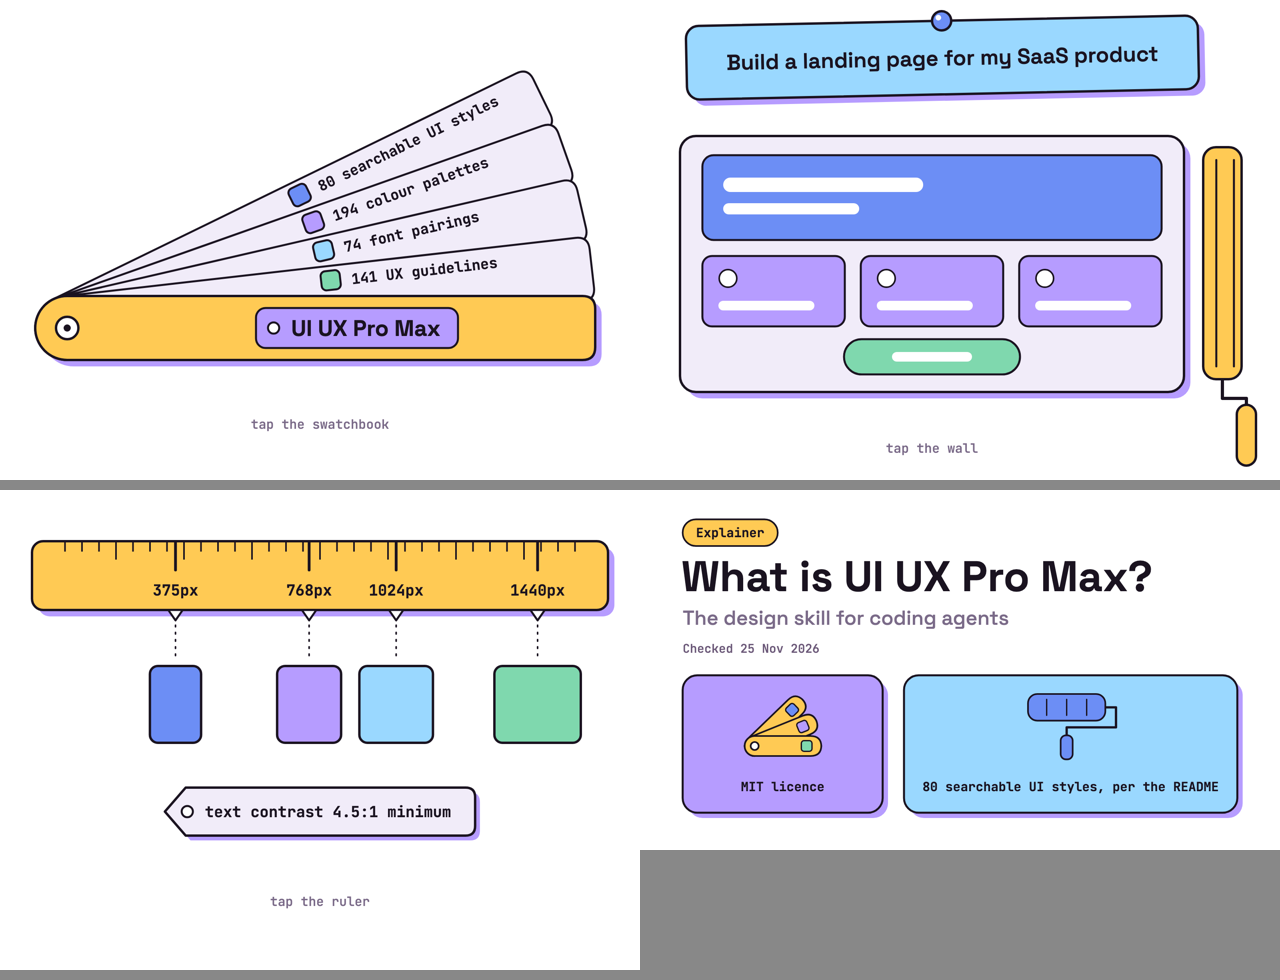 80 searchable UI styles
194 colour palettes
74 font pairings
141 UX guidelines
UI UX Pro Max
tap the swatchbook
Build a landing page for my SaaS product
tap the wall
375px 768px 1024px 1440px
text contrast 4.5:1 minimum
tap the ruler
Explainer
What is UI UX Pro Max?
The design skill for coding agents
Checked 25 Nov 2026
MIT licence
80 searchable UI styles, per the README